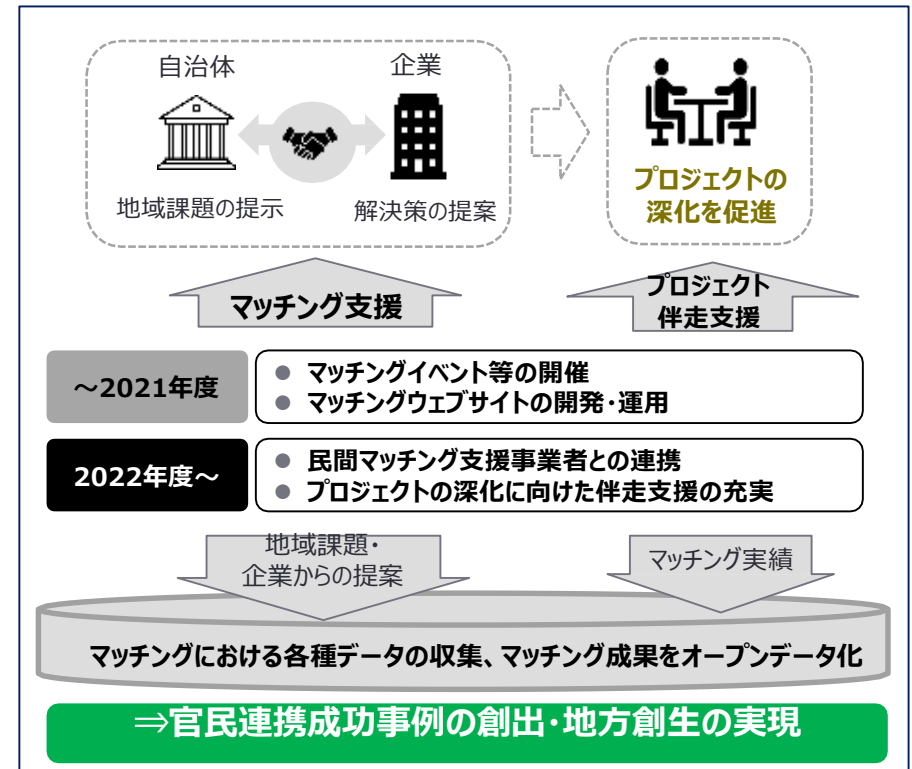 自治体
企業
地域課題の提示
解決策の提案
プロジェクトの
深化を促進
マッチング支援
プロジェクト
伴走支援
～2021年度
● マッチングイベント等の開催
● マッチングウェブサイトの開発・運用
2022年度～
● 民間マッチング支援事業者との連携
● プロジェクトの深化に向けた伴走支援の充実
地域課題・
企業からの提案
マッチング実績
マッチングにおける各種データの収集、マッチング成果をオープンデータ化
⇒官民連携成功事例の創出・地方創生の実現